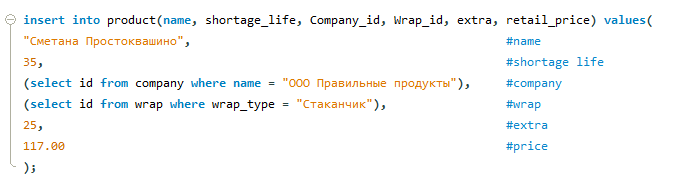 insert into product(name, shortage_life, Company_id, Wrap_id, extra, retail_price) values(
"Сметана Простоквашино", #name
35, #shortage life
(select id from company where name = "ООО Правильные продукты"), #company
(select id from wrap where wrap_type = "Стаканчик"), #wrap
25, #extra
117.00 #price
);